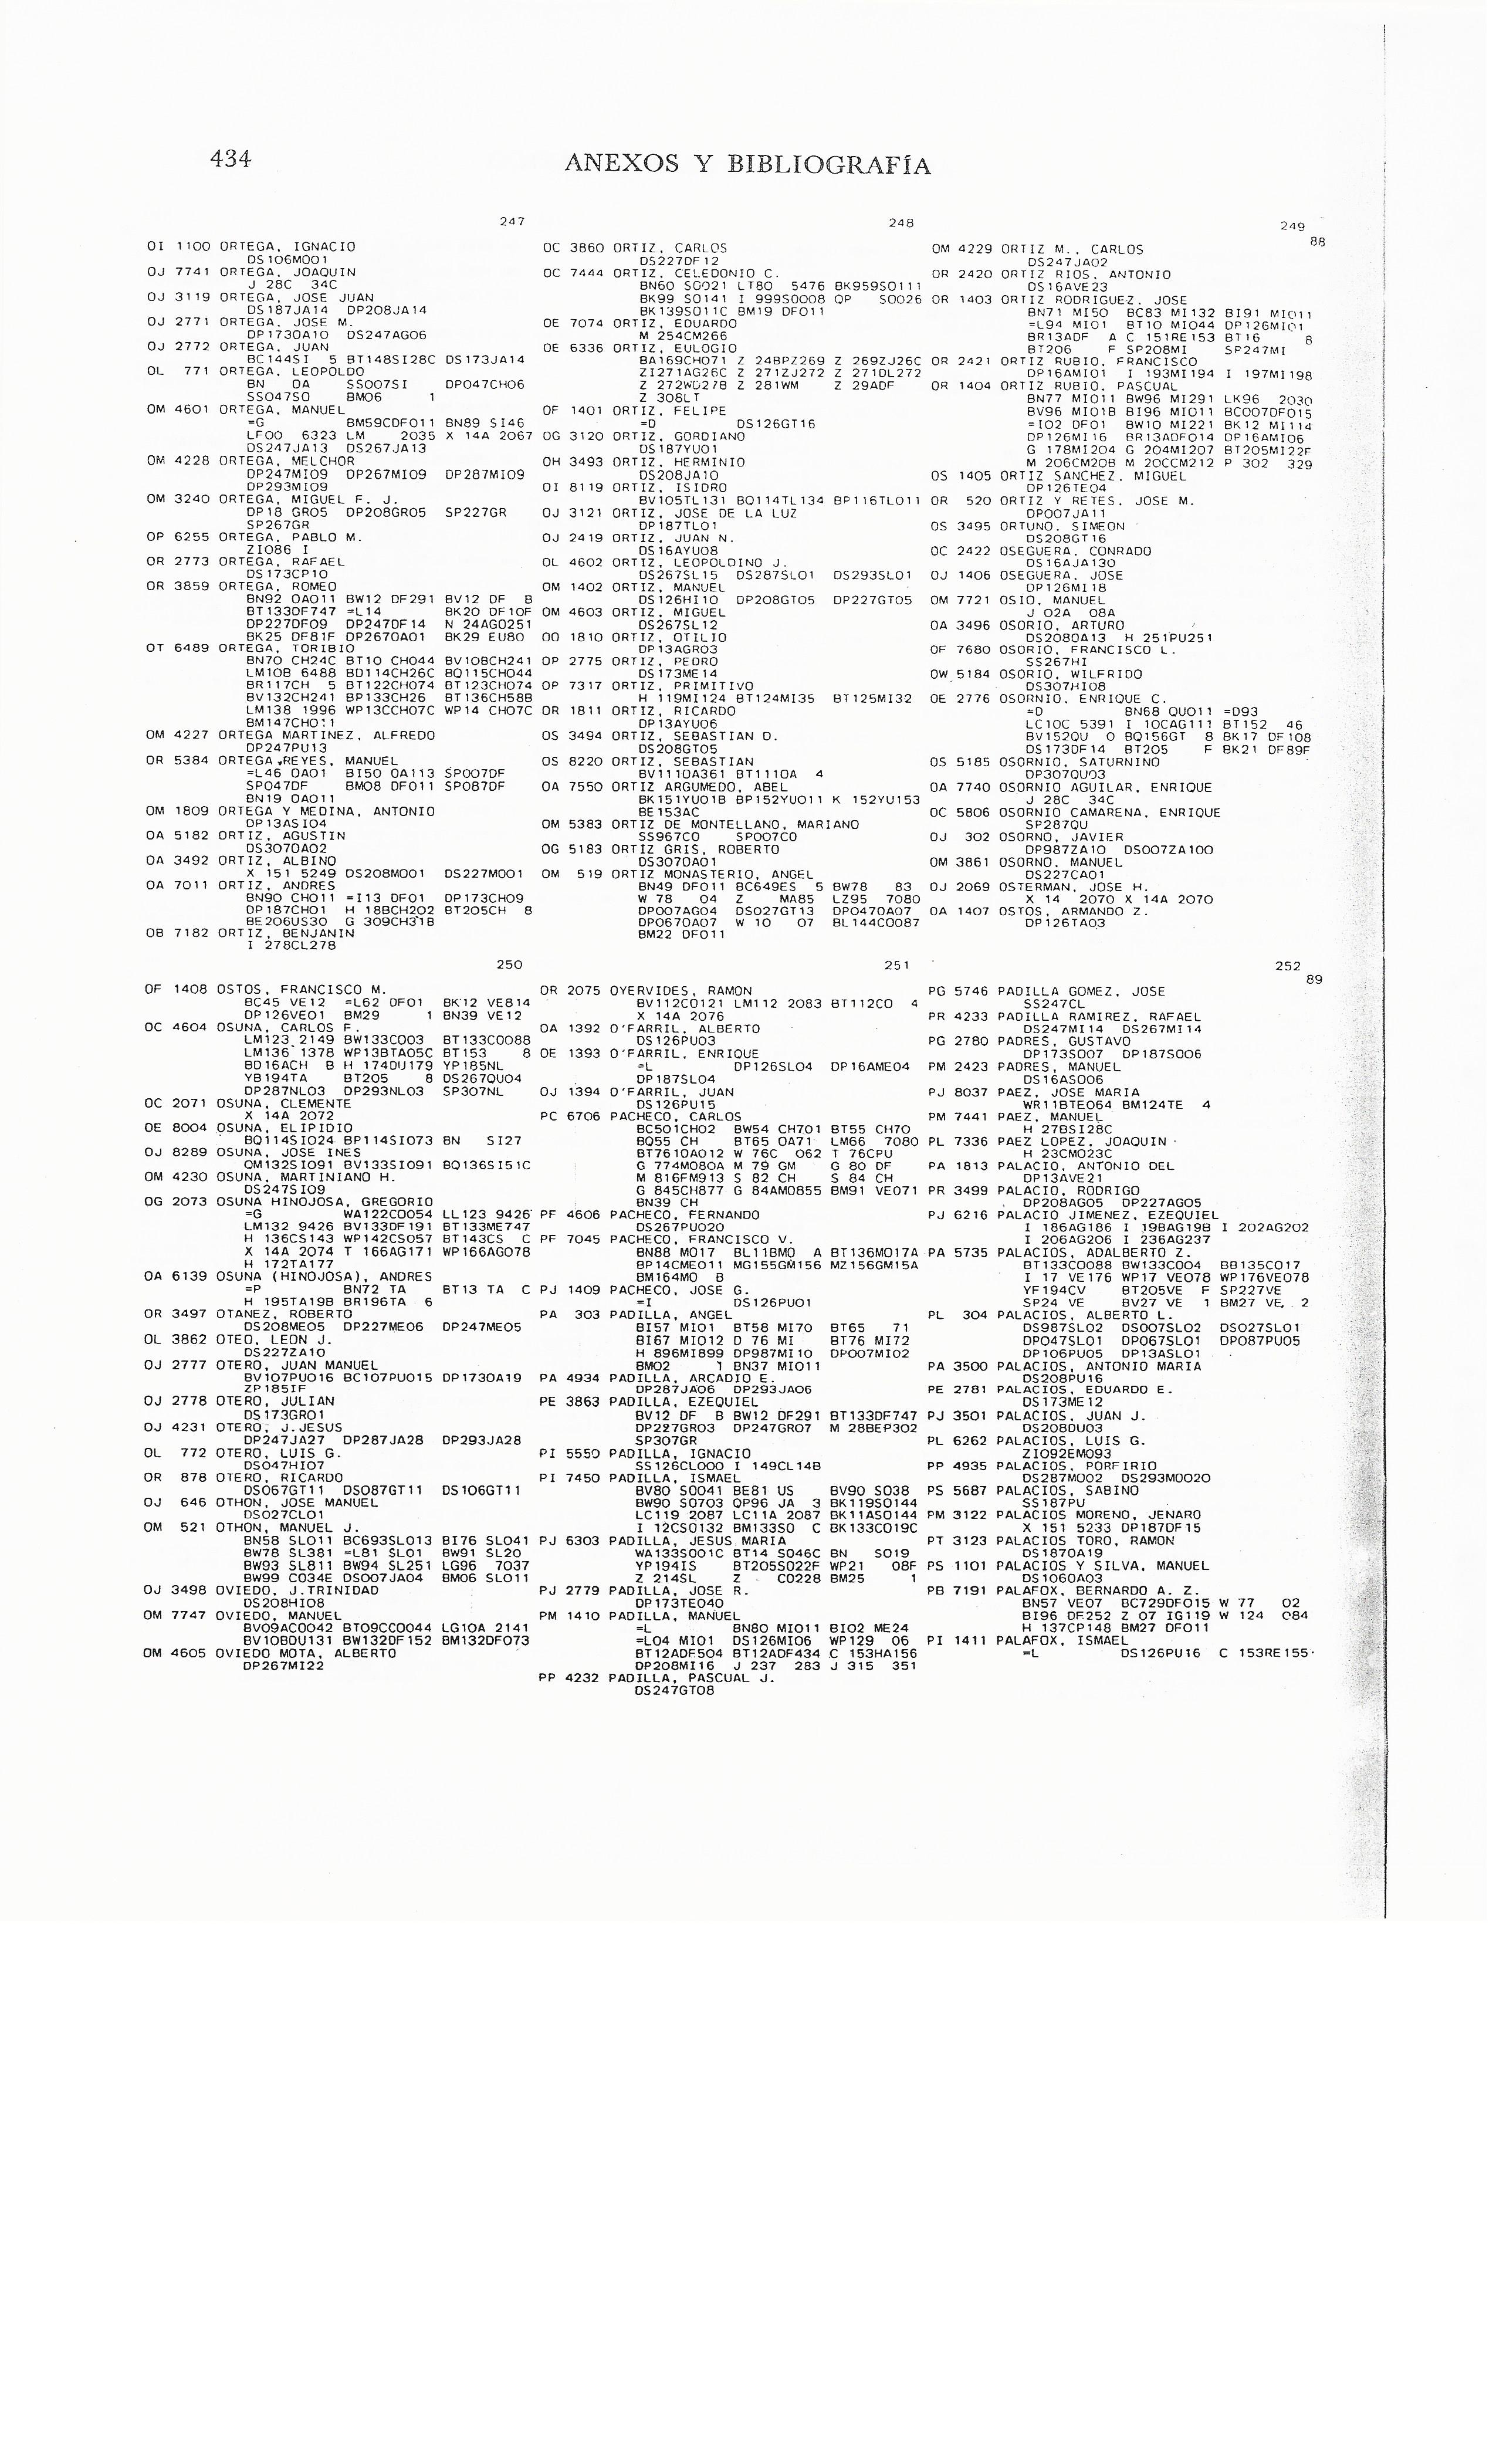 434
ANEXOS Y BIBLIOGRAFÍA
247
OI 1100 ORTEGA, IGNACIO
DS106MO01
OJ 7741 ORTEGA, JOAQUIN
J 28C 34C
OJ 3119 ORTEGA, JOSE JUAN
DS187JA14 DP208JA14
OJ 2771 ORTEGA, JOSE M.
DP173OA10 DS247AG06
OJ 2772 ORTEGA, JUAN
BC144SI 5 BT148SI28C DS173JA14
OL 771 ORTEGA, LEOPOLDO
BN OA SS007SI DP047CH06
SS047SO BM06 1
OM 4601 ORTEGA, MANUEL
=G BM59CDF011 BN89 SI46
LF00 6323 LM 2035 X 14A 2067
DS247JA13 DS267JA13
OM 4228 ORTEGA, MELCHOR
DP247MI09 DP267MI09 DP287MI09
DP293MI09
OM 3240 ORTEGA, MIGUEL F. J.
DP18 GR05 DP208GR05 SP227GR
SP267GR
OP 6255 ORTEGA, PABLO M.
ZI086 I
OR 2773 ORTEGA, RAFAEL
DS173CP10
OR 3859 ORTEGA, ROMEO
BN92 OA011 BW12 DF291 BV12 DF B
BT133DF747 =L14 BK20 DF10F
DP227DF09 DP247DF14 N 24AG0251
BK25 DF81F DP267OA01 BK29 EU80
OT 6489 ORTEGA, TORIBIO
BN70 CH24C BT10 CH044 BV10BCH241
LM10B 6488 BD114CH26C BQ115CH044
BR117CH 5 BT122CH074 BT123CH074
BV132CH241 BP133CH26 BT136CH58B
LM138 1996 WP13CCH07C WP14 CH07C
BM147CH011
OM 4227 ORTEGA MARTINEZ, ALFREDO
DP247PU13
OR 5384 ORTEGA REYES, MANUEL
=L46 OA01 BI50 OA113 SP007DF
SP047DF BM08 DF011 SP087DF
BN19 OA011
OM 1809 ORTEGA Y MEDINA, ANTONIO
DP13ASI04
OA 5182 ORTIZ, AGUSTIN
DS307OA02
OA 3492 ORTIZ, ALBINO
X 151 5249 DS208MO01 DS227MO01
OA 7011 ORTIZ, ANDRES
BN90 CH011 =I13 DF01 DP173CH09
DP187CH01 H 18BCH202 BT205CH 8
BE206US30 G 309CH31B
OB 7182 ORTIZ, BENJANIN
I 278CL278
248
OC 3860 ORTIZ, CARLOS
DS227DF12
OC 7444 ORTIZ, CELEDONIO C.
BN60 SO021 LT80 5476 BK959SO111
BK99 SO141 I 999SO008 QP SO026
BK139SO11C BM19 DF011
OE 7074 ORTIZ, EDUARDO
M 254CM266
OE 6336 ORTIZ, EULOGIO
BA169CH071 Z 24BPZ269 Z 269ZJ26C
ZI271AG26C Z 271ZJ272 Z 271DL272
Z 272WD278 Z 281WM Z 29ADF
Z 308LT
OF 1401 ORTIZ, FELIPE
=D DS126GT16
OG 3120 ORTIZ, GORDIANO
DS187YU01
OH 3493 ORTIZ, HERMINIO
DS208JA10
OI 8119 ORTIZ, ISIDRO
BV105TL131 BQ114TL134 BP116TL011
OJ 3121 ORTIZ, JOSE DE LA LUZ
DP187TL01
OJ 2419 ORTIZ, JUAN N.
DS16AYU08
OL 4602 ORTIZ, LEOPOLDINO J.
DS267SL15 DS287SL01 DS293SL01
OM 1402 ORTIZ, MANUEL
DS126HI10 DP208GT05 DP227GT05
OM 4603 ORTIZ, MIGUEL
DS267SL12
OO 1810 ORTIZ, OTILIO
DP13AGR03
OP 2775 ORTIZ, PEDRO
DS173ME14
OP 7317 ORTIZ, PRIMITIVO
H 119MI124 BT124MI35 BT125MI32
OR 1811 ORTIZ, RICARDO
DP13AYU06
OS 3494 ORTIZ, SEBASTIAN D.
DS208GT05
OS 8220 ORTIZ, SEBASTIAN
BV111OA361 BT111OA 4
OA 7550 ORTIZ ARGUMEDO, ABEL
BK151YU01B BP152YU011 K 152YU153
BE153AC
OM 5383 ORTIZ DE MONTELLANO, MARIANO
SS967CO SP007CO
OG 5183 ORTIZ GRIS, ROBERTO
DS307OA01
OM 519 ORTIZ MONASTERIO, ANGEL
BN49 DF011 BC649ES 5 BW78 83
W 78 04 Z MA85 LZ95 7080
DP007AG04 DS027GT13 DP047OA07
DP067OA07 W 10 07 BL144CO087
BM22 DF011
249
88
OM 4229 ORTIZ M., CARLOS
DS247JA02
OR 2420 ORTIZ RIOS, ANTONIO
DS16AVE23
OR 1403 ORTIZ RODRIGUEZ, JOSE
BN71 MI50 BC83 MI132 BI91 MI011
=L94 MI01 BT10 MI044 DP126MI01
BR13ADF A C 151RE153 BT16 8
BT206 F SP208MI SP247MI
OR 2421 ORTIZ RUBIO, FRANCISCO
DP16AMI01 I 193MI194 I 197MI198
OR 1404 ORTIZ RUBIO, PASCUAL
BN77 MI011 BW96 MI291 LK96 2030
BV96 MI01B BI96 MI011 BC007DF015
=I02 DF01 BW10 MI221 BK12 MI114
DP126MI16 BR13ADF014 DP16AMI06
G 178MI204 G 204MI207 BT205MI22F
M 206CM20B M 20CCM212 P 302 329
OS 1405 ORTIZ SANCHEZ, MIGUEL
DP126TE04
OR 520 ORTIZ Y RETES, JOSE M.
DP007JA11
OS 3495 ORTUNO, SIMEON
DS208GT16
OC 2422 OSEGUERA, CONRADO
DS16AJA130
OJ 1406 OSEGUERA, JOSE
DP126MI18
OM 7721 OSIO, MANUEL
J 02A 08A
OA 3496 OSORIO, ARTURO
DS208OA13 H 251PU251
OF 7680 OSORIO, FRANCISCO L.
SS267HI
OW 5184 OSORIO, WILFRIDO
DS307HI08
OE 2776 OSORNIO, ENRIQUE C.
=D BN68 QU011 =D93
LC10C 5391 I 10CAG111 BT152 46
BV152QU O BQ156GT 8 BK17 DF108
DS173DF14 BT205 F BK21 DF89F
OS 5185 OSORNIO, SATURNINO
DP307QU03
OA 7740 OSORNIO AGUILAR, ENRIQUE
J 28C 34C
OC 5806 OSORNIO CAMARENA, ENRIQUE
SP287QU
OJ 302 OSORNO, JAVIER
DP987ZA10 DS007ZA100
OM 3861 OSORNO, MANUEL
DS227CA01
OJ 2069 OSTERMAN, JOSE H.
X 14 2070 X 14A 2070
OA 1407 OSTOS, ARMANDO Z.
DP126TA03
250
OF 1408 OSTOS, FRANCISCO M.
BC45 VE12 =L62 DF01 BK12 VE814
DP126VE01 BM29 1 BN39 VE12
OC 4604 OSUNA, CARLOS F.
LM123 2149 BW133CO03 BT133CO088
LM136 1378 WP13BTA05C BT153 8
BD16ACH B H 174DU179 YP185NL
YB194TA BT205 8 DS267QU04
DP287NL03 DP293NL03 SP307NL
OC 2071 OSUNA, CLEMENTE
X 14A 2072
OE 8004 OSUNA, ELIPIDIO
BQ114SI024 BP114SI073 BN SI27
OJ 8289 OSUNA, JOSE INES
QM132SI091 BV133SI091 BQ136SI51C
OM 4230 OSUNA, MARTINIANO H.
DS247SI09
OG 2073 OSUNA HINOJOSA, GREGORIO
=G WA122CO054 LL123 9426
LM132 9426 BV133DF191 BT133ME747
H 136CS143 WP142CS057 BT143CS C
X 14A 2074 T 166AG171 WP166AG078
H 172TA177
OA 6139 OSUNA (HINOJOSA), ANDRES
=P BN72 TA BT13 TA C
H 195TA19B BR196TA 6
OR 3497 OTANEZ, ROBERTO
DS208ME05 DP227ME06 DP247ME05
OL 3862 OTEO, LEON J.
DS227ZA10
OJ 2777 OTERO, JUAN MANUEL
BV107PU016 BC107PU015 DP173OA19
ZP185IF
OJ 2778 OTERO, JULIAN
DS173GR01
OJ 4231 OTERO, J.JESUS
DP247JA27 DP287JA28 DP293JA28
OL 772 OTERO, LUIS G.
DS047HI07
OR 878 OTERO, RICARDO
DS067GT11 DS087GT11 DS106GT11
OJ 646 OTHON, JOSE MANUEL
DS027CL01
OM 521 OTHON, MANUEL J.
BN58 SL011 BC693SL013 BI76 SL041
BW78 SL381 =L81 SL01 BW91 SL20
BW93 SL811 BW94 SL251 LG96 7037
BW99 CO34E DS007JA04 BM06 SL011
OJ 3498 OVIEDO, J.TRINIDAD
DS208HI08
OM 7747 OVIEDO, MANUEL
BV09AC0042 BT09CC0044 LG10A 2141
BV10BDU131 BW132DF152 BM132DF073
OM 4605 OVIEDO MOTA, ALBERTO
DP267MI22
251
OR 2075 OYERVIDES, RAMON
BV112CO121 LM112 2083 BT112CO 4
X 14A 2076
OA 1392 O'FARRIL, ALBERTO
DS126PU03
OE 1393 O'FARRIL, ENRIQUE
=L DP126SL04 DP16AME04
DP187SL04
OJ 1394 O'FARRIL, JUAN
DS126PU15
PC 6706 PACHECO, CARLOS
BC501CH02 BW54 CH701 BT55 CH70
BQ55 CH BT65 OA71 LM66 7080
BT761OA012 W 76C 062 T 76CPU
G 774MO80A M 79 GM G 80 DF
M 816FM913 S 82 CH S 84 CH
G 845CH877 G 84AMO855 BM91 VE071
BN39 CH
PF 4606 PACHECO, FERNANDO
DS267PU020
PF 7045 PACHECO, FRANCISCO V.
BN88 MO17 BL11BMO A BT136MO17A
BP14CME011 MG155GM156 MZ156GM15A
BM164MO B
PJ 1409 PACHECO, JOSE G.
=I DS126PU01
PA 303 PADILLA, ANGEL
BI57 MI01 BT58 MI70 BT65 71
BI67 MI012 D 76 MI BT76 MI72
H 896MI899 DP987MI10 DP007MI02
BM02 1 BN37 MI011
PA 4934 PADILLA, ARCADIO E.
DP287JA06 DP293JA06
PE 3863 PADILLA, EZEQUIEL
BV12 DF B BW12 DF291 BT133DF747
DP227GR03 DP247GR07 M 28BEP302
SP307GR
PI 5550 PADILLA, IGNACIO
SS126CL000 I 149CL14B
PI 7450 PADILLA, ISMAEL
BV80 SO041 BE81 US BV90 SO38
BW90 SO703 QP96 JA 3 BK119SO144
LC119 2087 LC11A 2087 BK11ASO144
I 12CSO132 BM133SO C BK133CO19C
PJ 6303 PADILLA, JESUS MARIA
WA133SO01C BT14 SO46C BN SO19
YP194IS BT205SO22F WP21 08F
Z 214SL Z CO228 BM25 1
PJ 2779 PADILLA, JOSE R.
DP173TE040
PM 1410 PADILLA, MANUEL
=L BN80 MI011 BI02 ME24
=L04 MI01 DS126MI06 WP129 06
BT12ADF504 BT12ADF434 C 153HA156
DP208MI16 J 237 283 J 315 351
PP 4232 PADILLA, PASCUAL J.
DS247GT08
252
89
PG 5746 PADILLA GOMEZ, JOSE
SS247CL
PR 4233 PADILLA RAMIREZ, RAFAEL
DS247MI14 DS267MI14
PG 2780 PADRES, GUSTAVO
DP173SO07 DP187SO06
PM 2423 PADRES, MANUEL
DS16ASO06
PJ 8037 PAEZ, JOSE MARIA
WR11BTE064 BM124TE 4
PM 7441 PAEZ, MANUEL
H 27BSI28C
PL 7336 PAEZ LOPEZ, JOAQUIN
H 23CMO23C
PA 1813 PALACIO, ANTONIO DEL
DP13AVE21
PR 3499 PALACIO, RODRIGO
DP208AG05 DP227AG05
PJ 6216 PALACIO JIMENEZ, EZEQUIEL
I 186AG186 I 19BAG19B I 202AG202
I 206AG206 I 236AG237
PA 5735 PALACIOS, ADALBERTO Z.
BT133CO088 BW133CO04 BB135CO17
I 17 VE176 WP17 VE078 WP176VE078
YF194CV BT205VE F SP227VE
SP24 VE BV27 VE 1 BM27 VE 2
PL 304 PALACIOS, ALBERTO L.
DS987SL02 DS007SL02 DS027SL01
DP047SL01 DP067SL01 DP087PU05
DP106PU05 DP13ASL01
PA 3500 PALACIOS, ANTONIO MARIA
DS208PU16
PE 2781 PALACIOS, EDUARDO E.
DS173ME12
PJ 3501 PALACIOS, JUAN J.
DS208DU03
PL 6262 PALACIOS, LUIS G.
ZI092EM093
PP 4935 PALACIOS, PORFIRIO
DS287MO02 DS293MO020
PS 5687 PALACIOS, SABINO
SS187PU
PM 3122 PALACIOS MORENO, JENARO
X 151 5233 DP187DF15
PT 3123 PALACIOS TORO, RAMON
DS187OA19
PS 1101 PALACIOS Y SILVA, MANUEL
DS106OA03
PB 7191 PALAFOX, BERNARDO A. Z.
BN57 VE07 BC729DF015 W 77 02
BI96 DF252 Z 07 IG119 W 124 084
H 137CP148 BM27 DF011
PI 1411 PALAFOX, ISMAEL
=L DS126PU16 C 153RE155